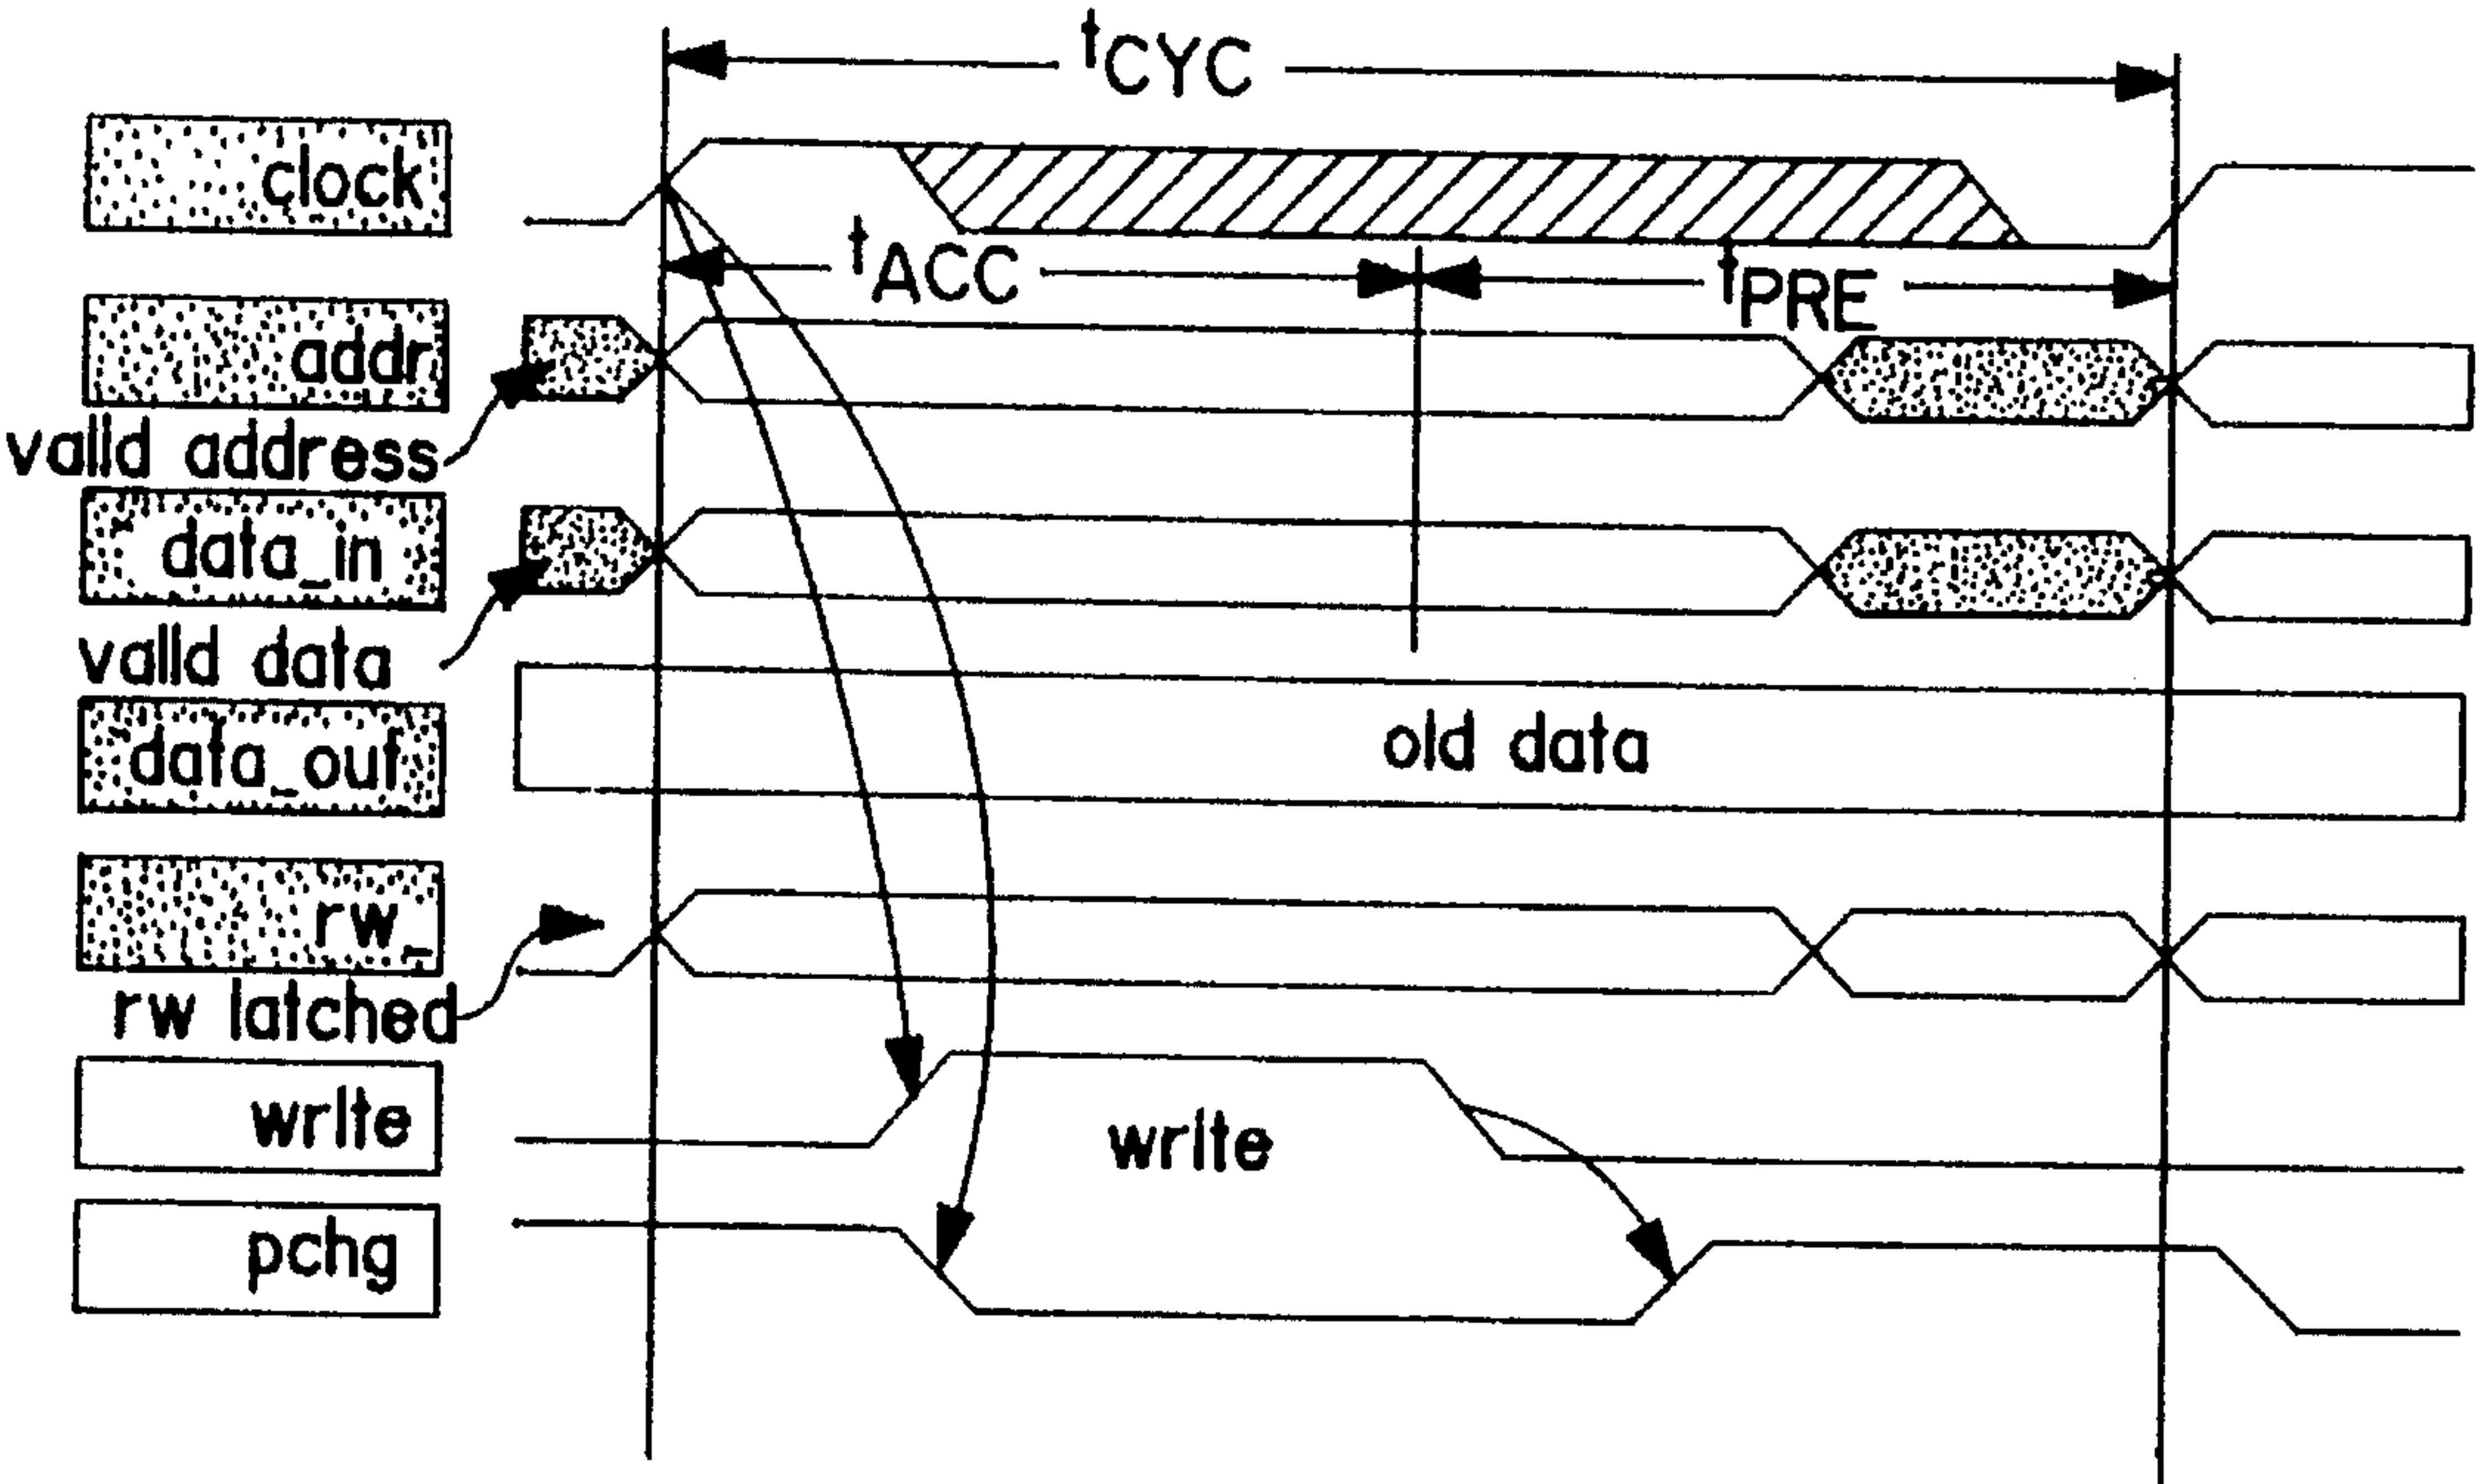 tCYC
clock
tACC
tPRE
addr
valid address
data_in
valid data
data_out
old data
rw_
rw latched
write
write
pchg